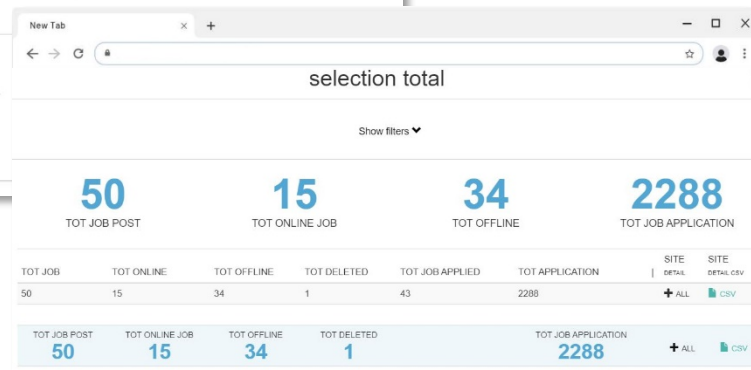 New Tab
selection total
Show filters
50 15 34 2288
TOT JOB POST TOT ONLINE JOB TOT OFFLINE TOT JOB APPLICATION
TOT JOB TOT ONLINE TOT OFFLINE TOT DELETED TOT JOB APPLIED TOT APPLICATION | SITE DETAIL SITE DETAIL CSV
50 15 34 1 43 2288 + ALL CSV
TOT JOB POST TOT ONLINE JOB TOT OFFLINE TOT DELETED TOT JOB APPLICATION
50 15 34 1 2288 + ALL CSV